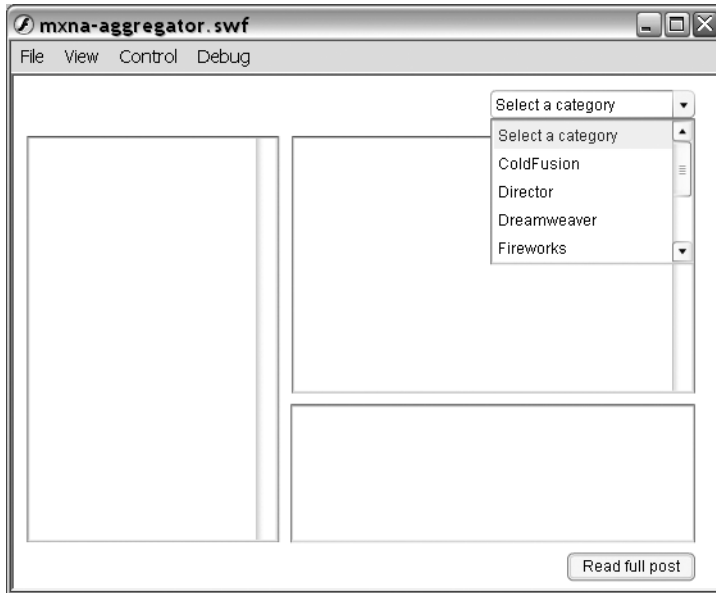 mxna-aggregator.swf
File View Control Debug
Select a category
Select a category
ColdFusion
Director
Dreamweaver
Fireworks
Read full post